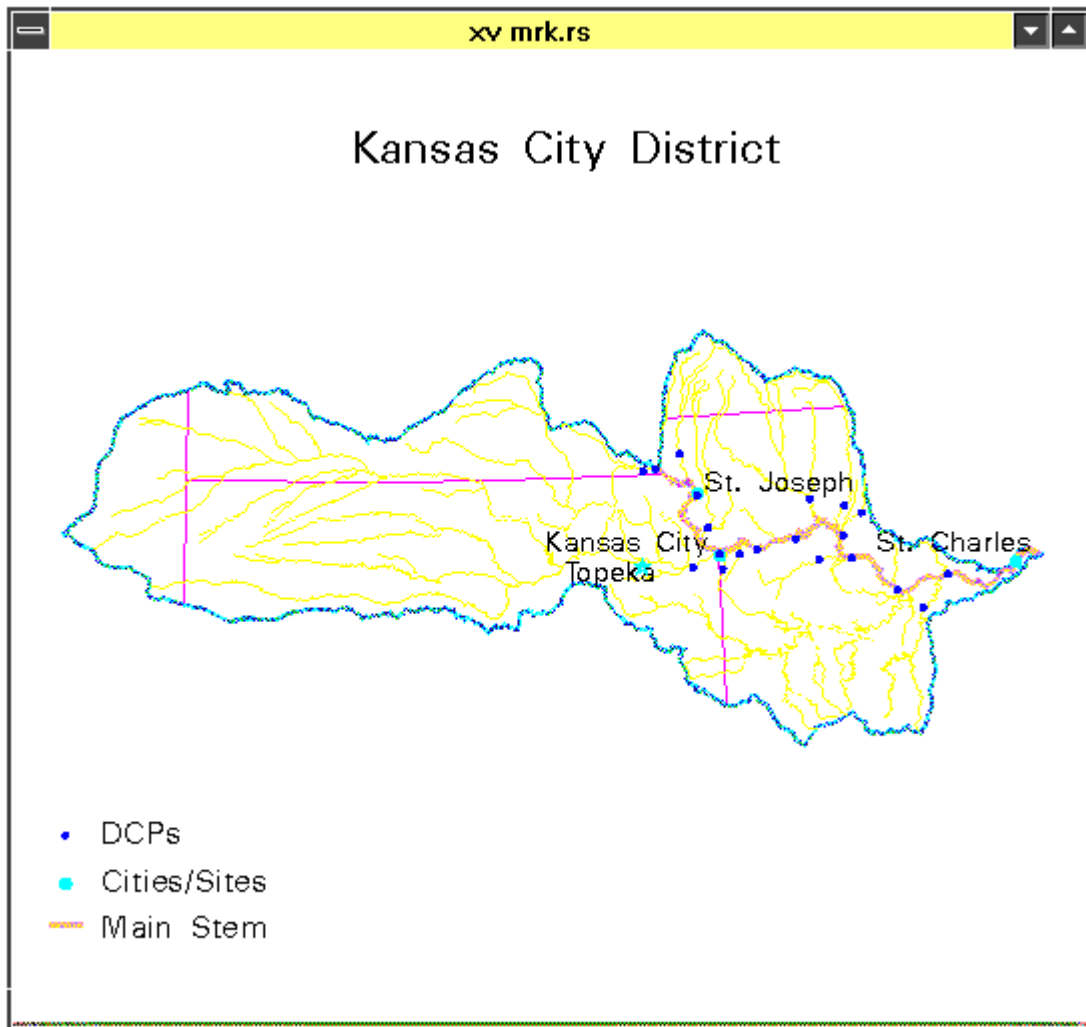 xv mrk.rs
Kansas City District
St. Joseph
Kansas City
St. Charles
Topeka
DCPs
Cities/Sites
Main Stem